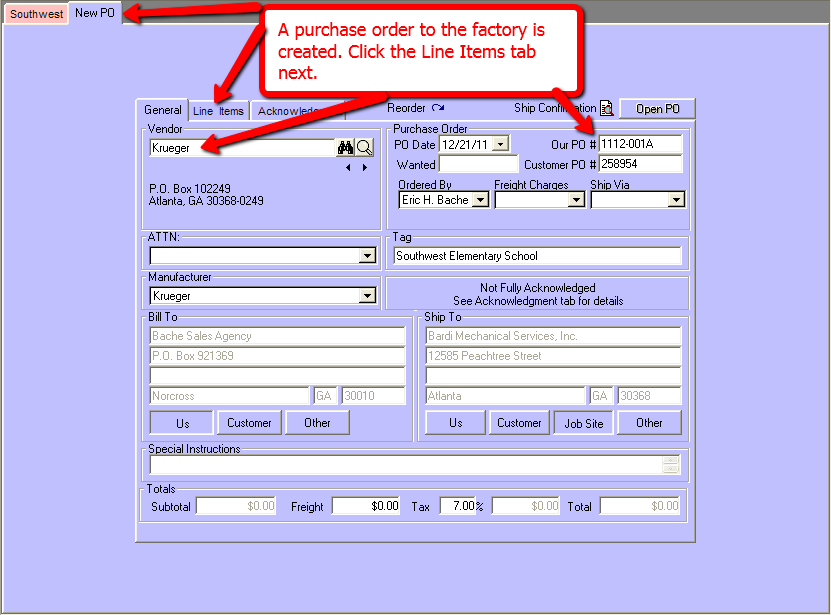 Southwest
New PO
A purchase order to the factory is
created. Click the Line Items tab
next.
General
Line Items
Reorder
Ship Confirmation
Open PO
Vendor
Krueger
P.O. Box 102249
Atlanta, GA 30368-0249
Purchase Order
PO Date 12/21/11
Our PO # 1112-001A
Wanted
Customer PO # 258954
Ordered By
Freight Charges
Ship Via
Eric H. Bache
ATTN:
Tag
Southwest Elementary School
Manufacturer
Krueger
Not Fully Acknowledged
See Acknowledgment tab for details
Bill To
Bache Sales Agency
P.O. Box 921369
Norcross GA 30010
Us Customer Other
Ship To
Bardi Mechanical Services, Inc.
12585 Peachtree Street
Atlanta GA 30368
Us Customer Job Site Other
Special Instructions
Totals
Subtotal $0.00 Freight $0.00 Tax 7.00% $0.00 Total $0.00